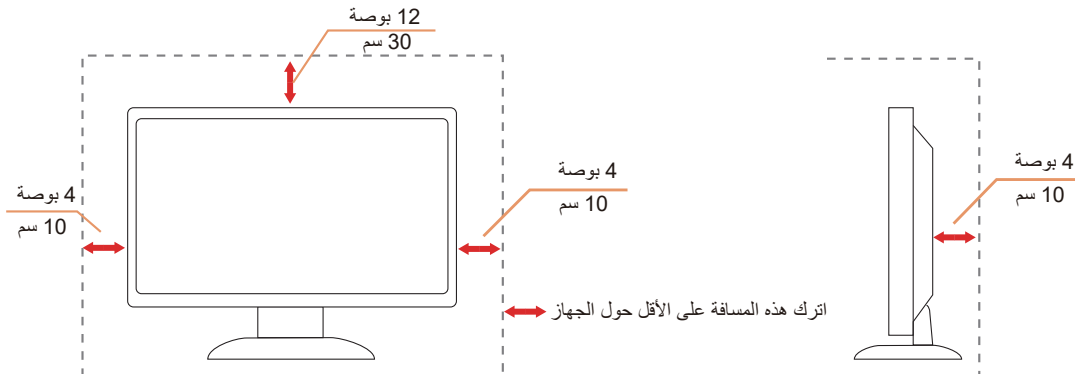 12 بوصة
30 سم
4 بوصة
10 سم
4 بوصة
10 سم
4 بوصة
10 سم
اترك هذه المسافة على الأقل حول الجهاز